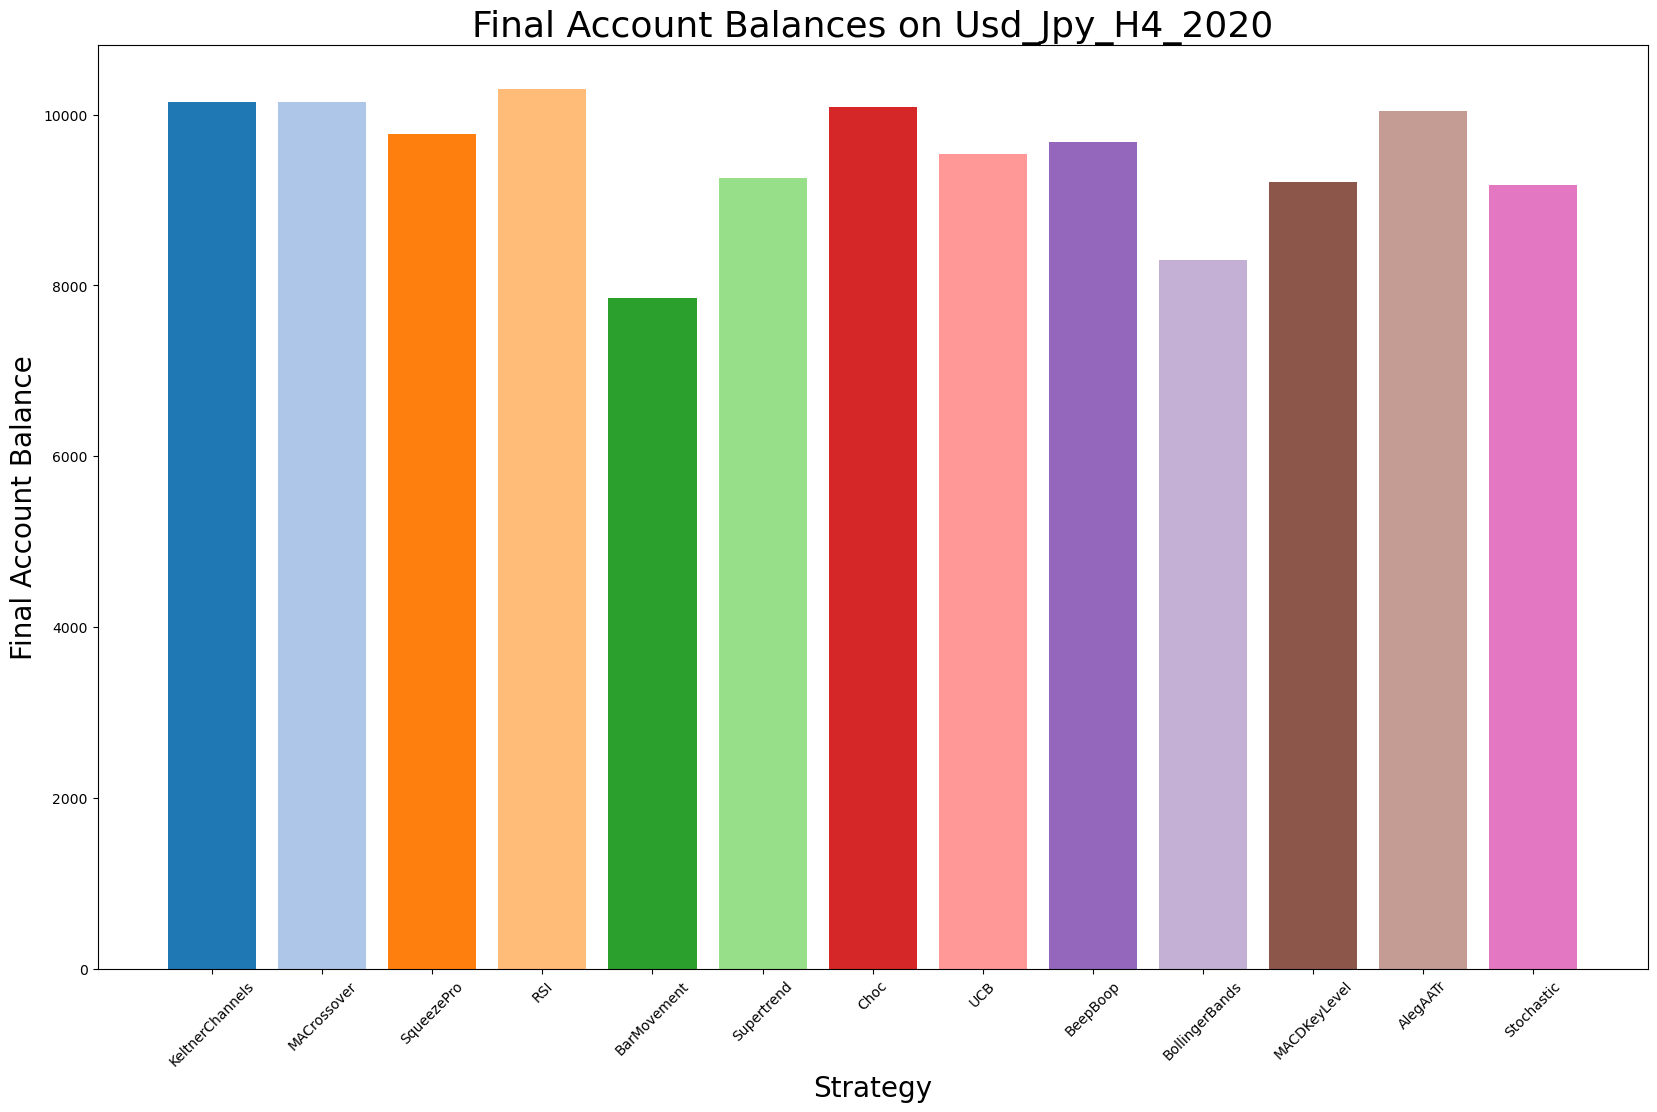 Final Account Balances on Usd_Jpy_H4_2020
Final Account Balance
10000
8000
6000
4000
2000
0
KeltnerChannels
MACrossover
SqueezePro
RSI
BarMovement
Supertrend
Choc
UCB
BeepBoop
BollingerBands
MACDKeyLevel
AlegAATr
Stochastic
Strategy